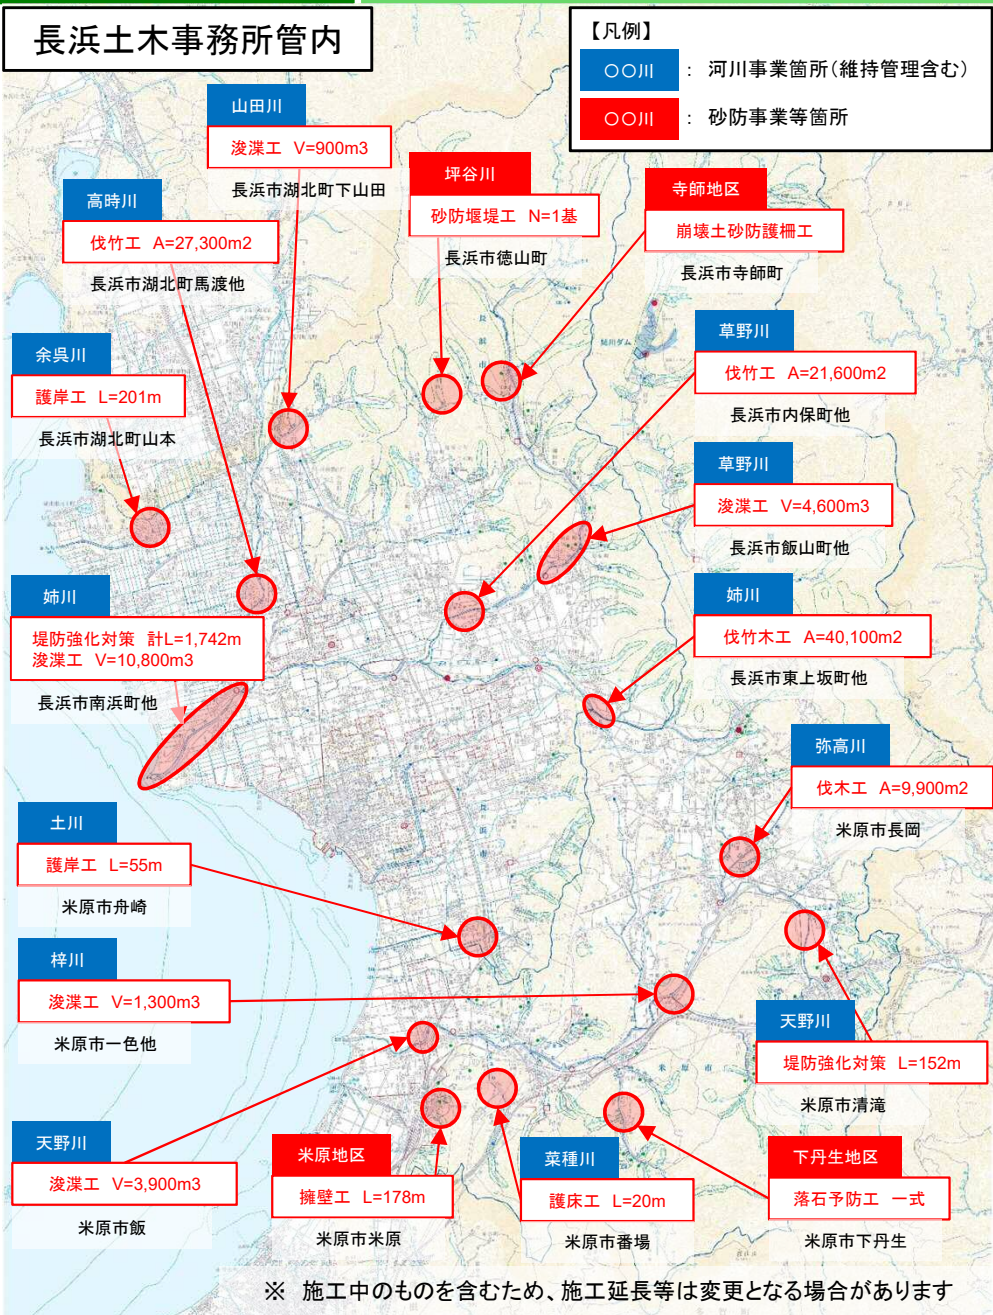 長浜土木事務所管内
【凡例】
○○川 ： 河川事業箇所（維持管理含む）
○○川 ： 砂防事業等箇所
山田川
浚渫工 V=900m3
長浜市湖北町下山田
坪谷川
砂防堰堤工 N=1基
長浜市徳山町
寺師地区
崩壊土砂防護柵工
長浜市寺師町
高時川
伐竹工 A=27,300m2
長浜市湖北町馬渡他
余呉川
護岸工 L=201m
長浜市湖北町山本
草野川
伐竹工 A=21,600m2
長浜市内保町他
草野川
浚渫工 V=4,600m3
長浜市飯山町他
姉川
堤防強化対策 計L=1,742m
浚渫工 V=10,800m3
長浜市南浜町他
姉川
伐竹木工 A=40,100m2
長浜市東上坂町他
弥高川
伐木工 A=9,900m2
米原市長岡
土川
護岸工 L=55m
米原市舟崎
梓川
浚渫工 V=1,300m3
米原市一色他
天野川
堤防強化対策 L=152m
米原市清滝
天野川
浚渫工 V=3,900m3
米原市飯
米原地区
擁壁工 L=178m
米原市米原
菜種川
護床工 L=20m
米原市番場
下丹生地区
落石予防工 一式
米原市下丹生
姉川ダム
長浜市
長浜市
米原市
※ 施工中のものを含むため、施工延長等は変更となる場合があります